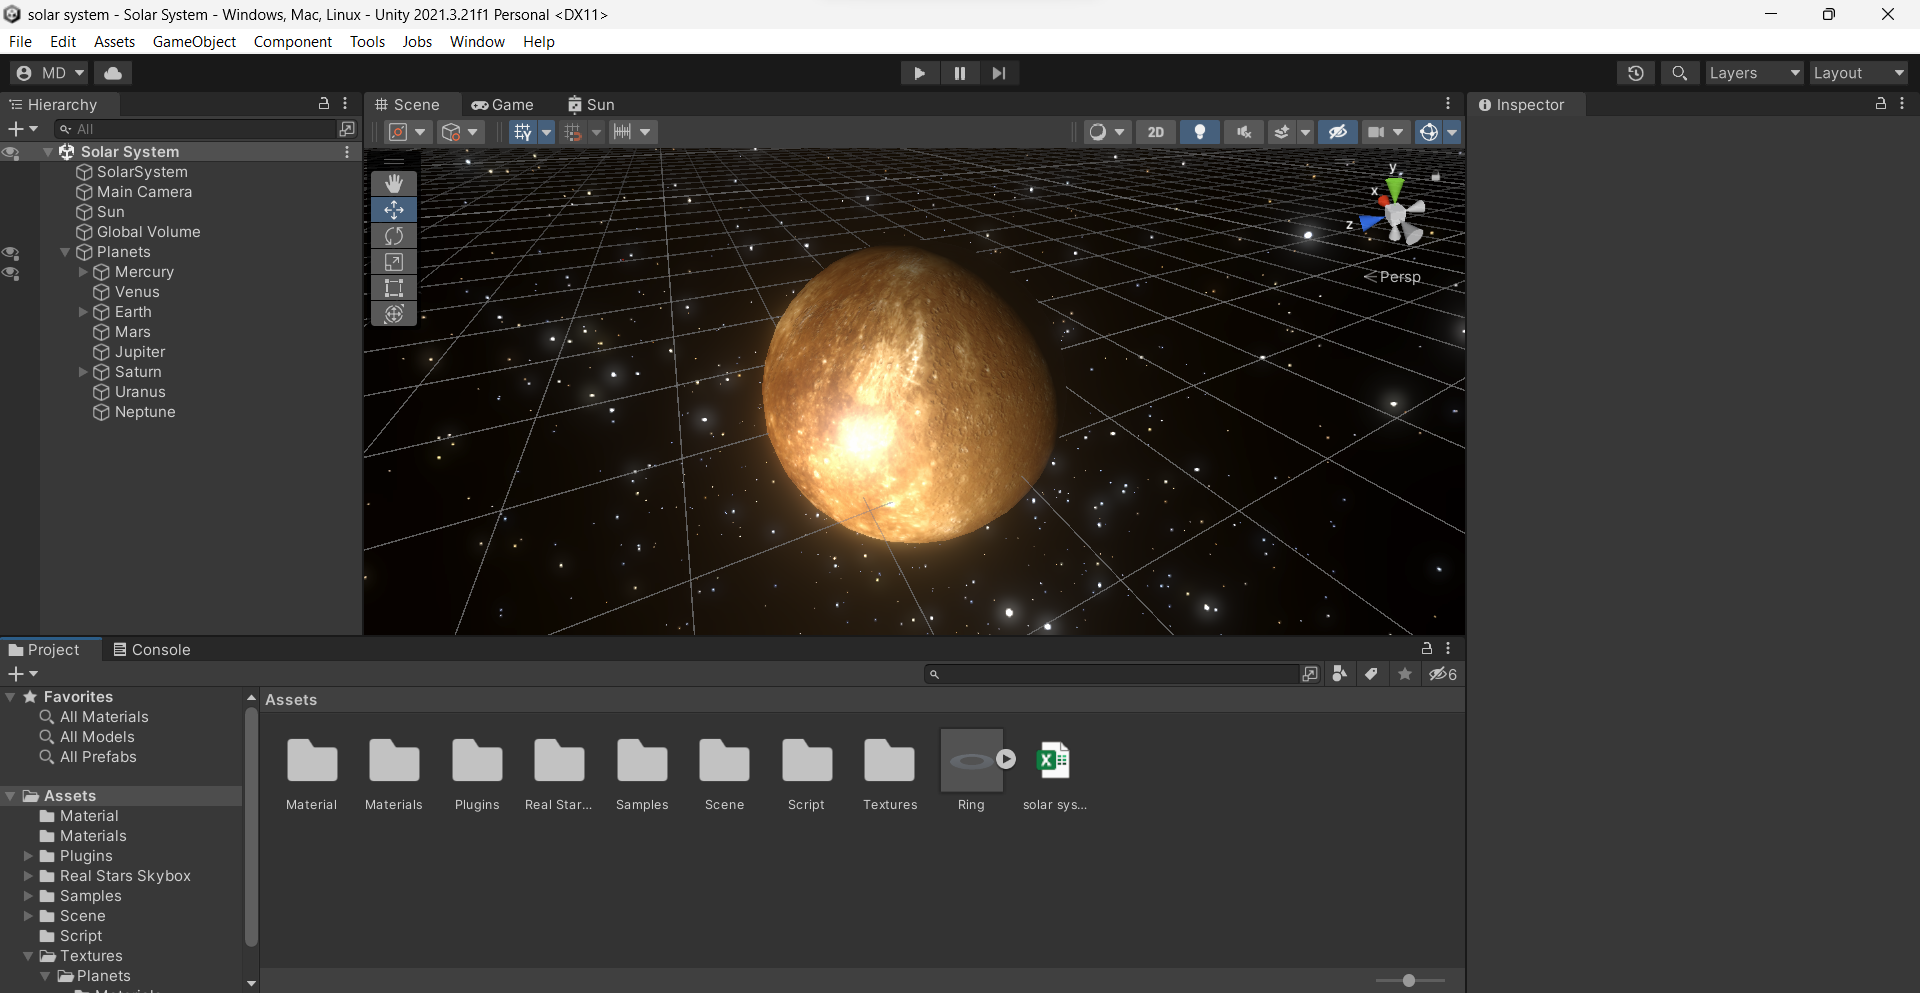 solar system - Solar System - Windows, Mac, Linux - Unity 2021.3.21f1 Personal <DX11>
File Edit Assets GameObject Component Tools Jobs Window Help
MD Layers Layout
Hierarchy
All
Solar System
SolarSystem
Main Camera
Sun
Global Volume
Planets
Mercury
Venus
Earth
Mars
Jupiter
Saturn
Uranus
Neptune
Scene Game Sun
2D
y
x
z
Persp
Inspector
Project Console
6
Favorites
All Materials
All Models
All Prefabs
Assets
Material
Materials
Plugins
Real Stars Skybox
Samples
Scene
Script
Textures
Planets
Assets
Material Materials Plugins Real Star... Samples Scene Script Textures Ring solar sys...